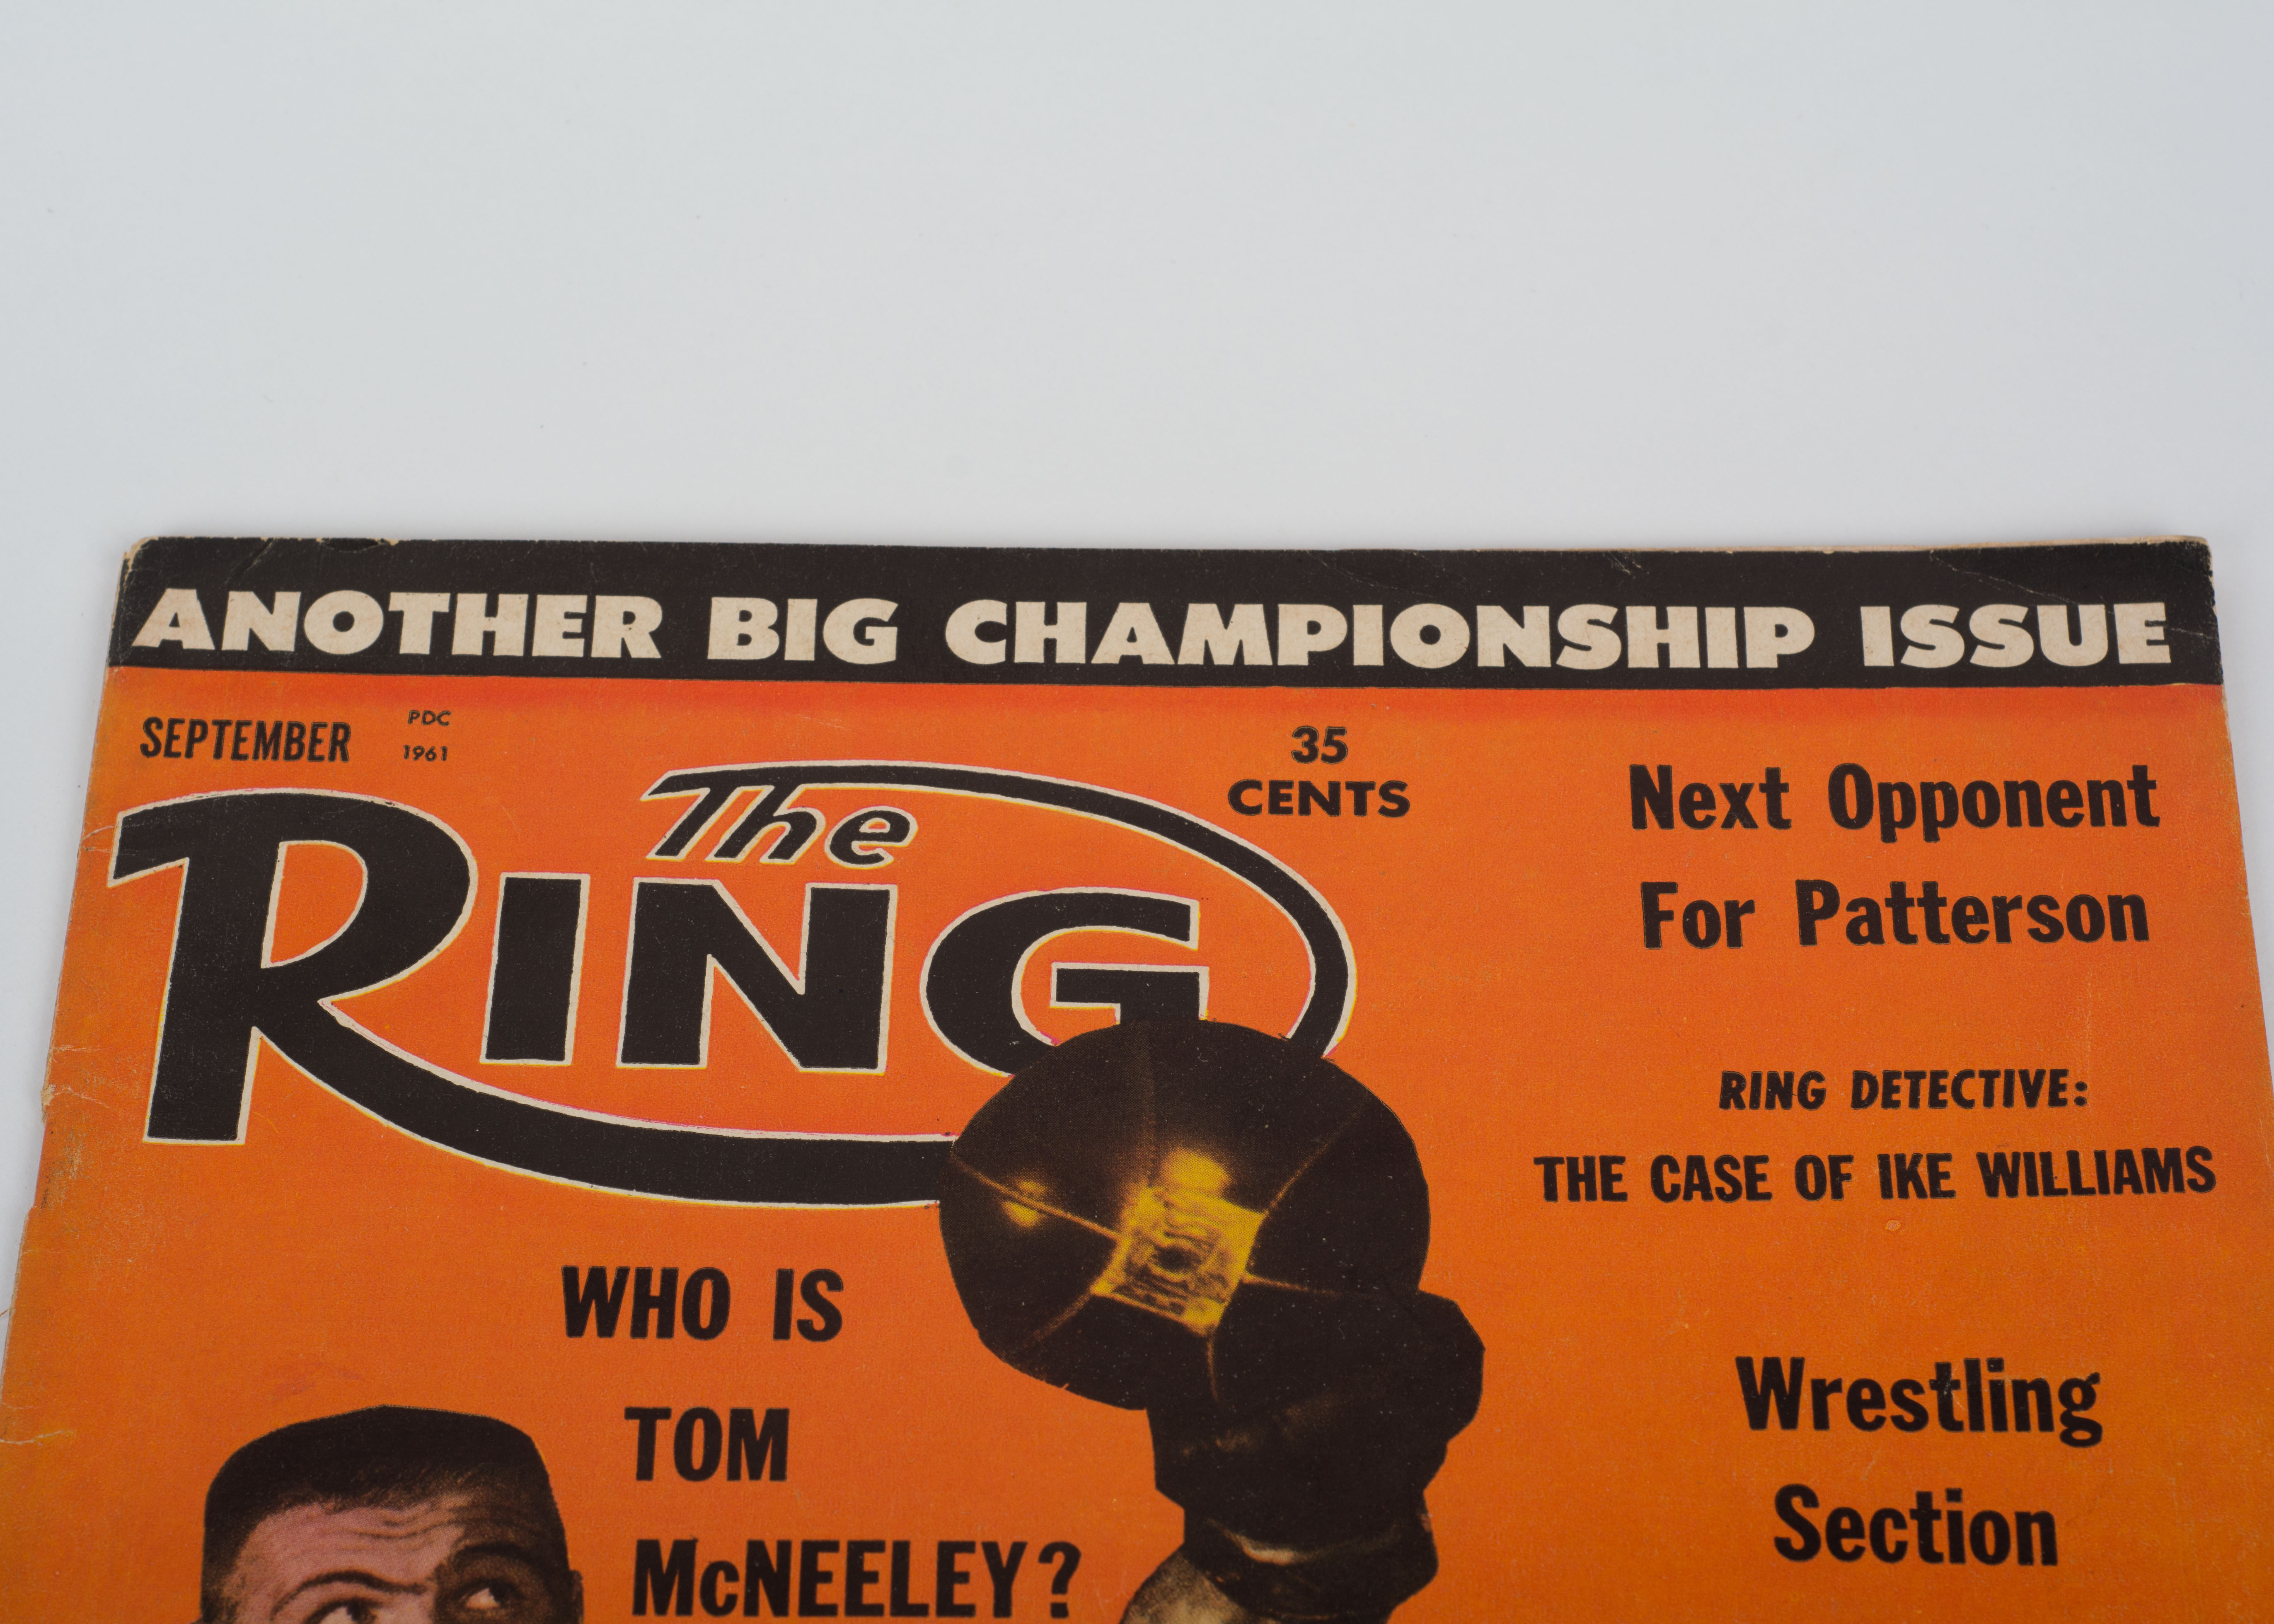 ANOTHER BIG CHAMPIONSHIP ISSUE
SEPTEMBER
PDC
1961
35
CENTS
The
RING
Next Opponent
For Patterson
RING DETECTIVE:
THE CASE OF IKE WILLIAMS
WHO IS
TOM
McNEELEY?
Wrestling
Section